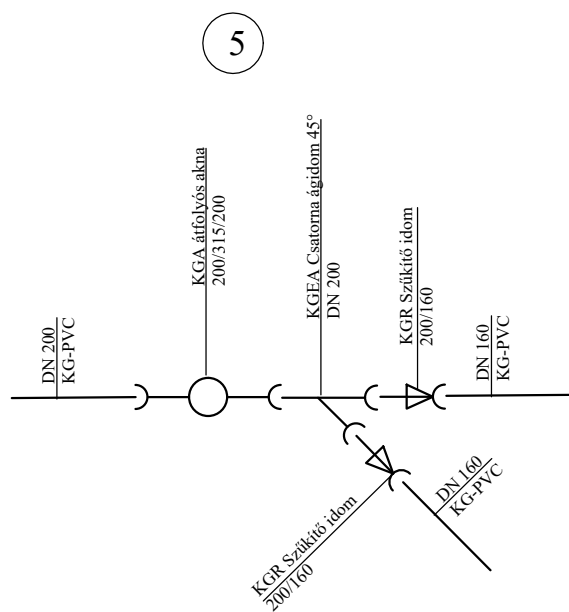 5
KGA átfolyós akna
200/315/200
KGEA Csatorna ágidom 45°
DN 200
KGR Szűkítő idom
200/160
DN 200
KG-PVC
DN 160
KG-PVC
KGR Szűkítő idom
200/160
DN 160
KG-PVC